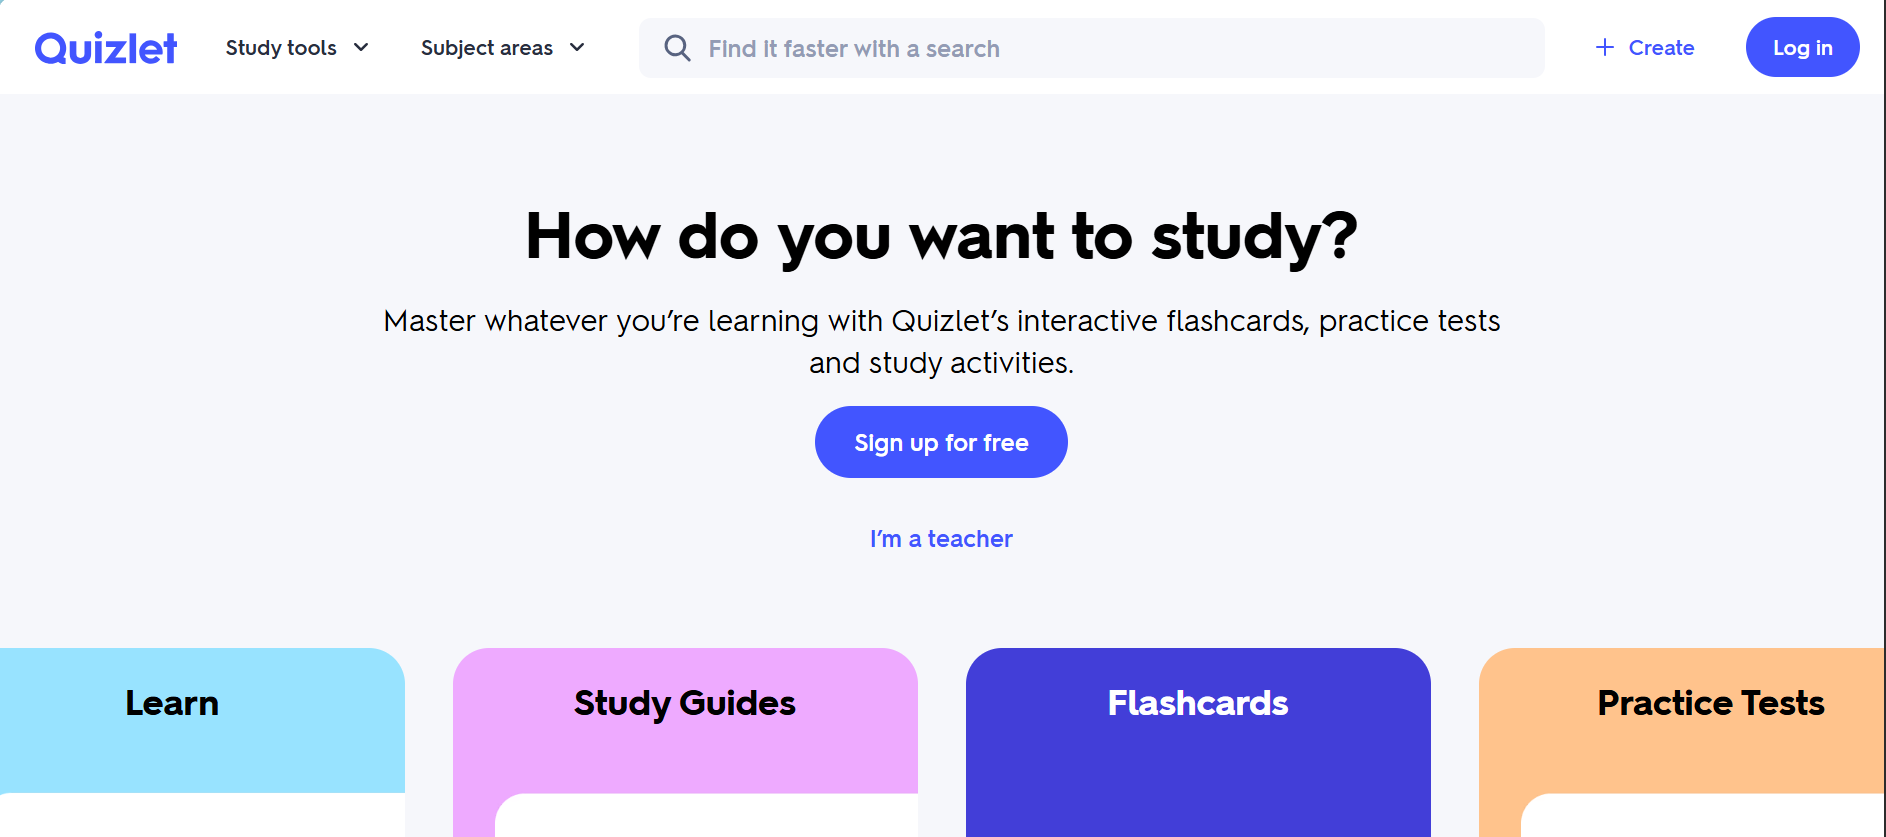 Quizlet
Study tools
Subject areas
Find it faster with a search
+ Create
Log in
How do you want to study?
Master whatever you’re learning with Quizlet’s interactive flashcards, practice tests
and study activities.
Sign up for free
I’m a teacher
Learn
Study Guides
Flashcards
Practice Tests